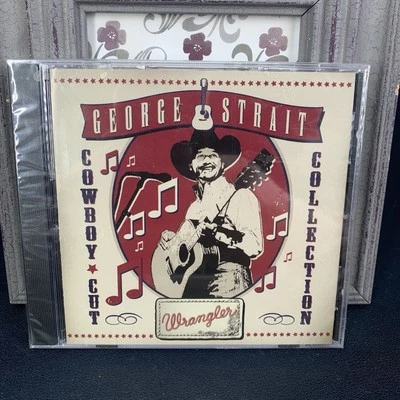 GEORGE STRAIT
COWBOY ★ CUT
COLLECTION
Wrangler